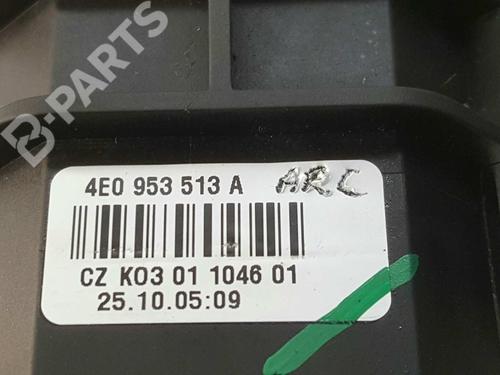 B-PARTS
4E0 953 513 A ARC
CZ K03 01 1046 01
25.10.05:09